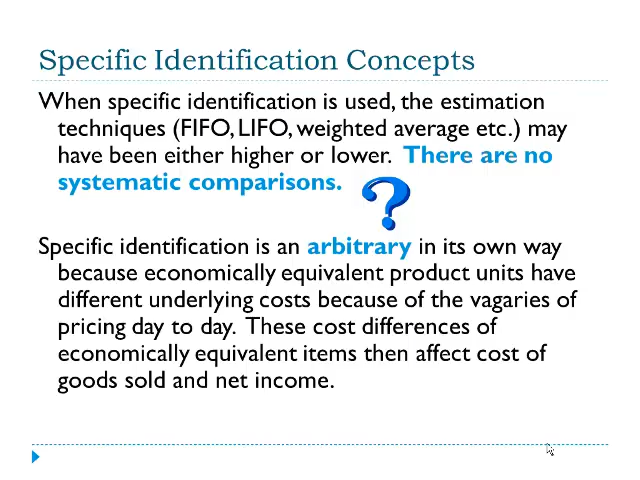 Specific Identification Concepts
When specific identification is used, the estimation
techniques (FIFO, LIFO, weighted average etc.) may
have been either higher or lower. There are no
systematic comparisons.
?
Specific identification is an arbitrary in its own way
because economically equivalent product units have
different underlying costs because of the vagaries of
pricing day to day. These cost differences of
economically equivalent items then affect cost of
goods sold and net income.